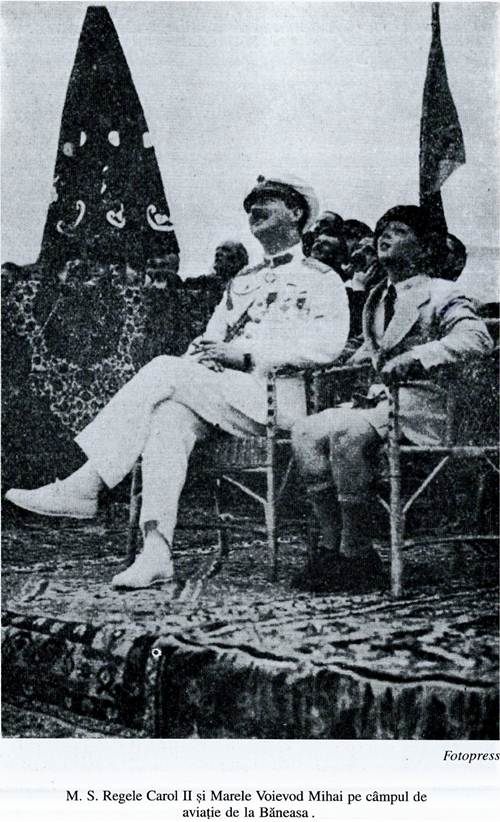 Fotopress
M. S. Regele Carol II și Marele Voievod Mihai pe câmpul de
aviație de la Băneasa .